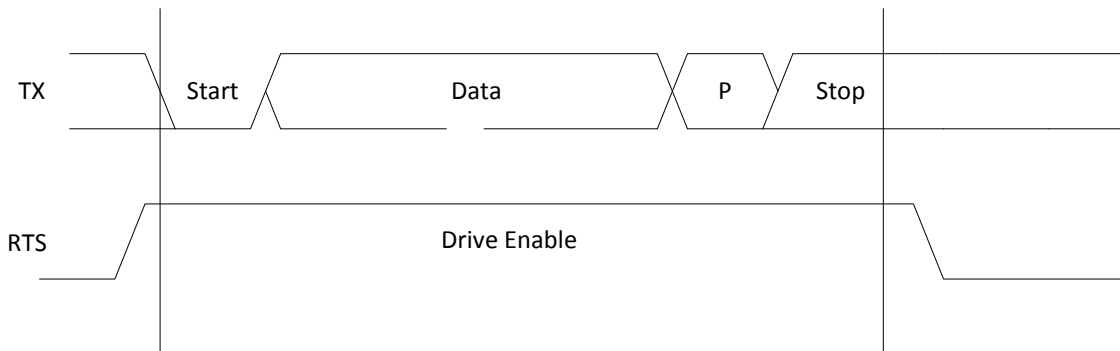 TX
Start
Data
P
Stop
RTS
Drive Enable